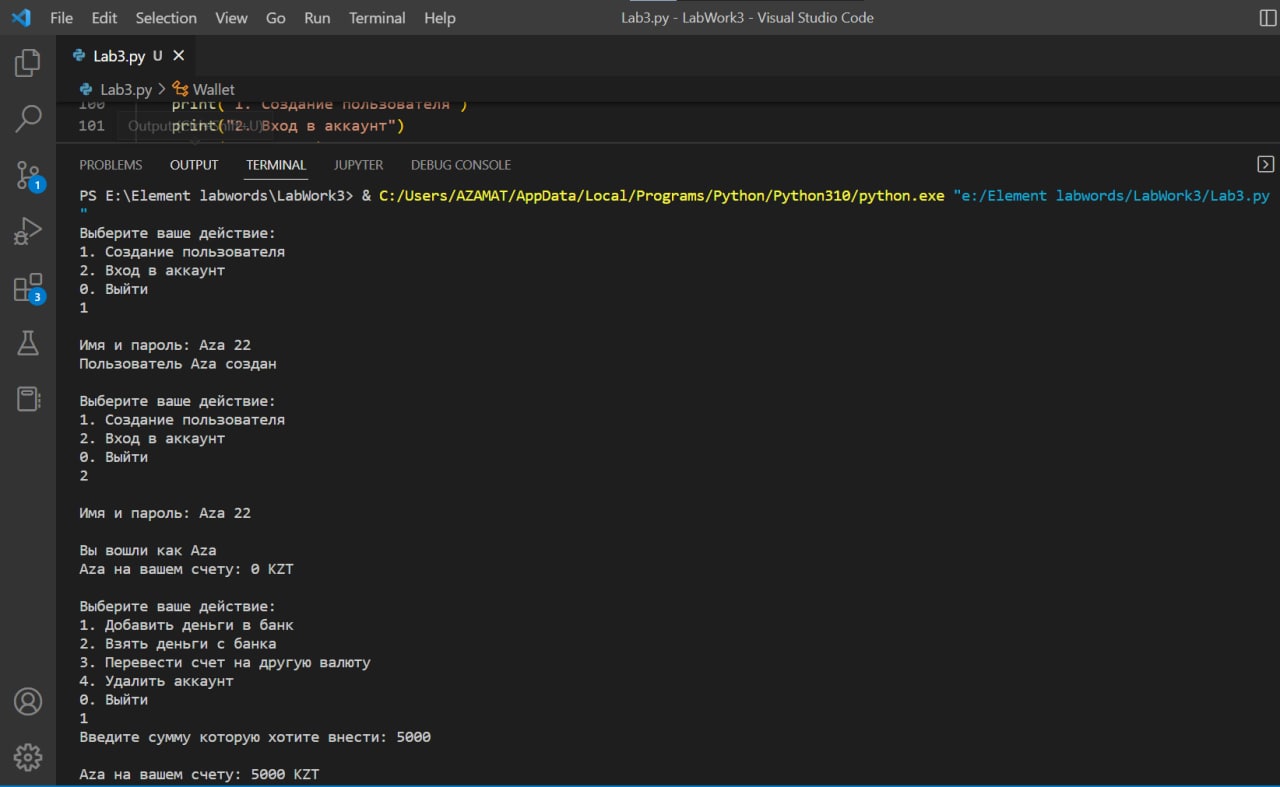 File Edit Selection View Go Run Terminal Help Lab3.py - LabWork3 - Visual Studio Code
Lab3.py U
Lab3.py > Wallet
100 print("1. Создание пользователя")
101 print("2. Вход в аккаунт")
PROBLEMS OUTPUT TERMINAL JUPYTER DEBUG CONSOLE
PS E:\Element labwords\LabWork3> & C:/Users/AZAMAT/AppData/Local/Programs/Python/Python310/python.exe "e:/Element labwords/LabWork3/Lab3.py
"
1
3
Выберите ваше действие:
1. Создание пользователя
2. Вход в аккаунт
0. Выйти
1
Имя и пароль: Aza 22
Пользователь Aza создан
Выберите ваше действие:
1. Создание пользователя
2. Вход в аккаунт
0. Выйти
2
Имя и пароль: Aza 22
Вы вошли как Aza
Aza на вашем счету: 0 KZT
Выберите ваше действие:
1. Добавить деньги в банк
2. Взять деньги с банка
3. Перевести счет на другую валюту
4. Удалить аккаунт
0. Выйти
1
Введите сумму которую хотите внести: 5000
Aza на вашем счету: 5000 KZT